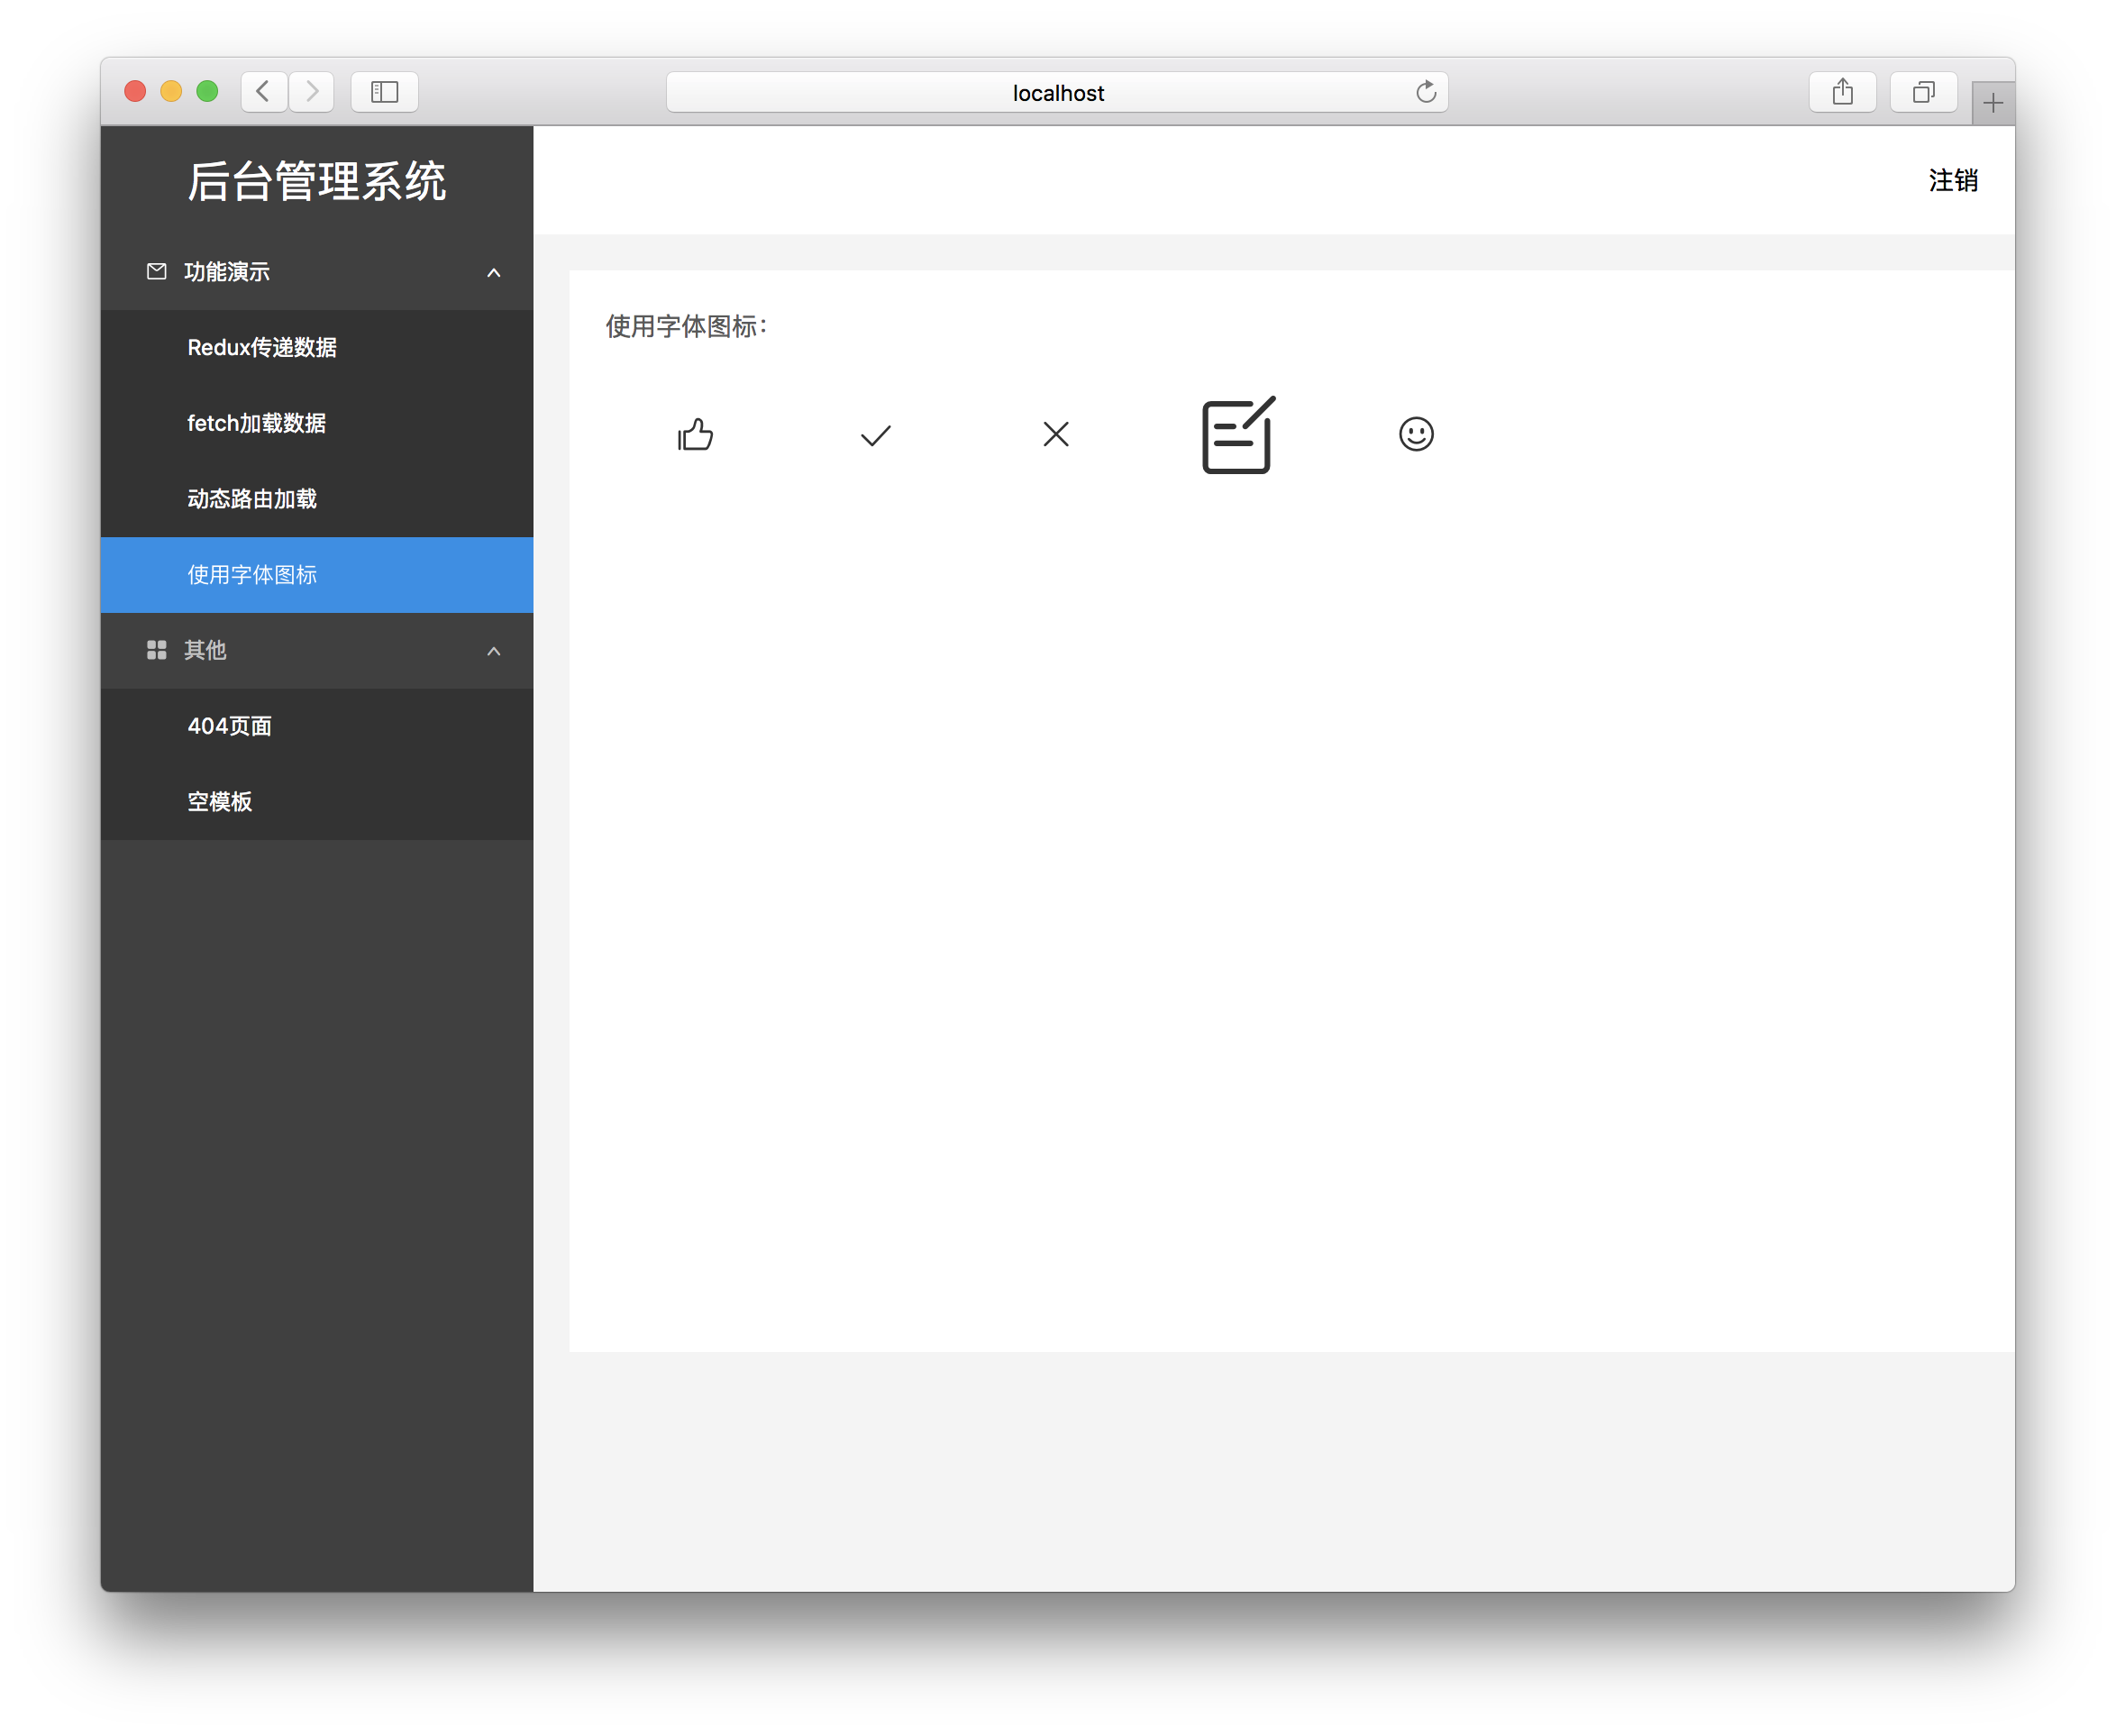 localhost
后台管理系统
注销
功能演示
Redux传递数据
fetch加载数据
动态路由加载
使用字体图标
其他
404页面
空模板
使用字体图标：